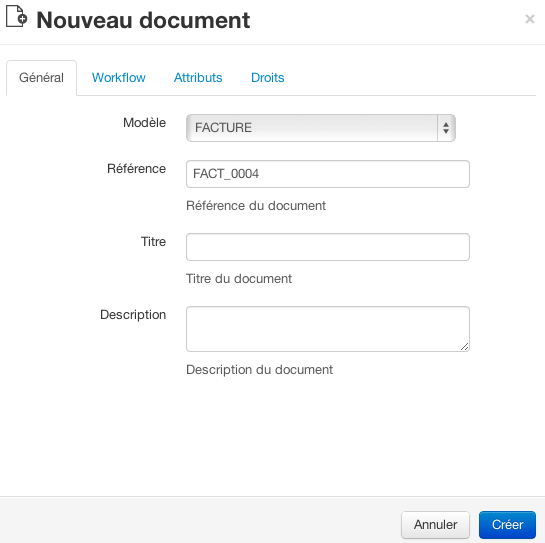 Nouveau document
×
Général Workflow Attributs Droits
Modèle FACTURE
Référence FACT_0004
Référence du document
Titre
Titre du document
Description
Description du document
Annuler Créer